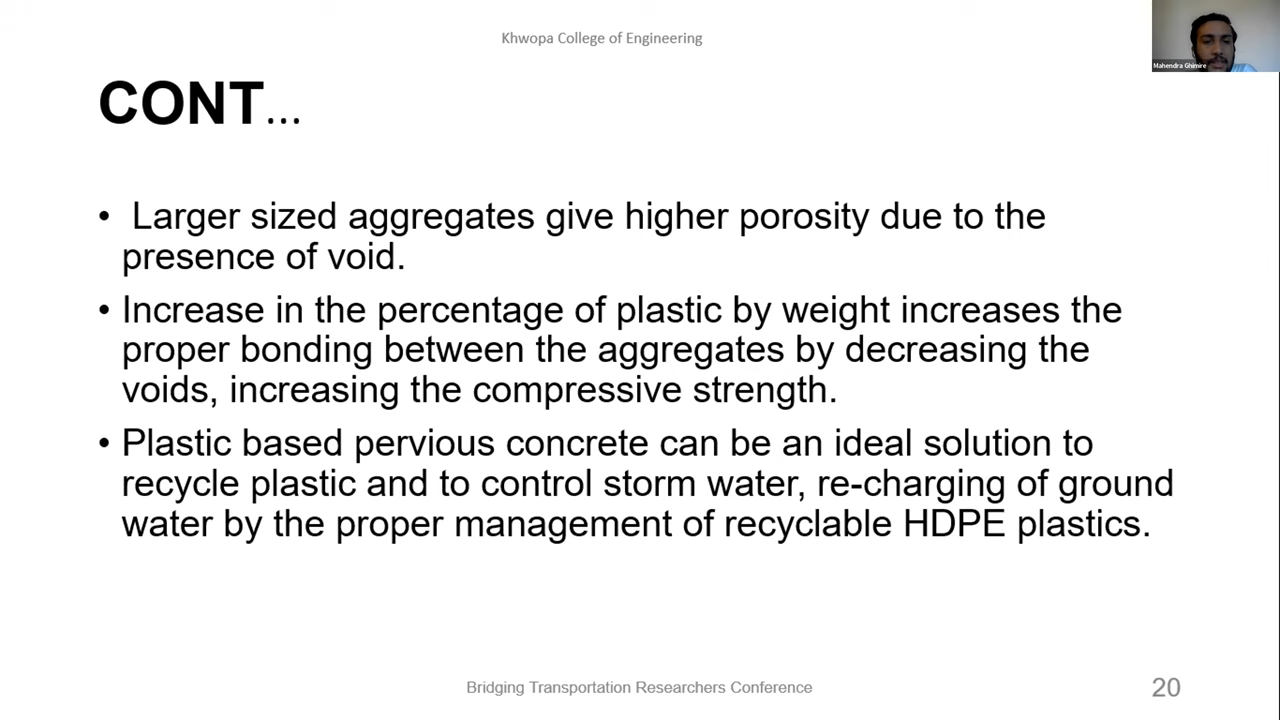 Khwopa College of Engineering
Mahendra Ghimire
CONT...
• Larger sized aggregates give higher porosity due to the
presence of void.
• Increase in the percentage of plastic by weight increases the
proper bonding between the aggregates by decreasing the
voids, increasing the compressive strength.
• Plastic based pervious concrete can be an ideal solution to
recycle plastic and to control storm water, re-charging of ground
water by the proper management of recyclable HDPE plastics.
Bridging Transportation Researchers Conference
20